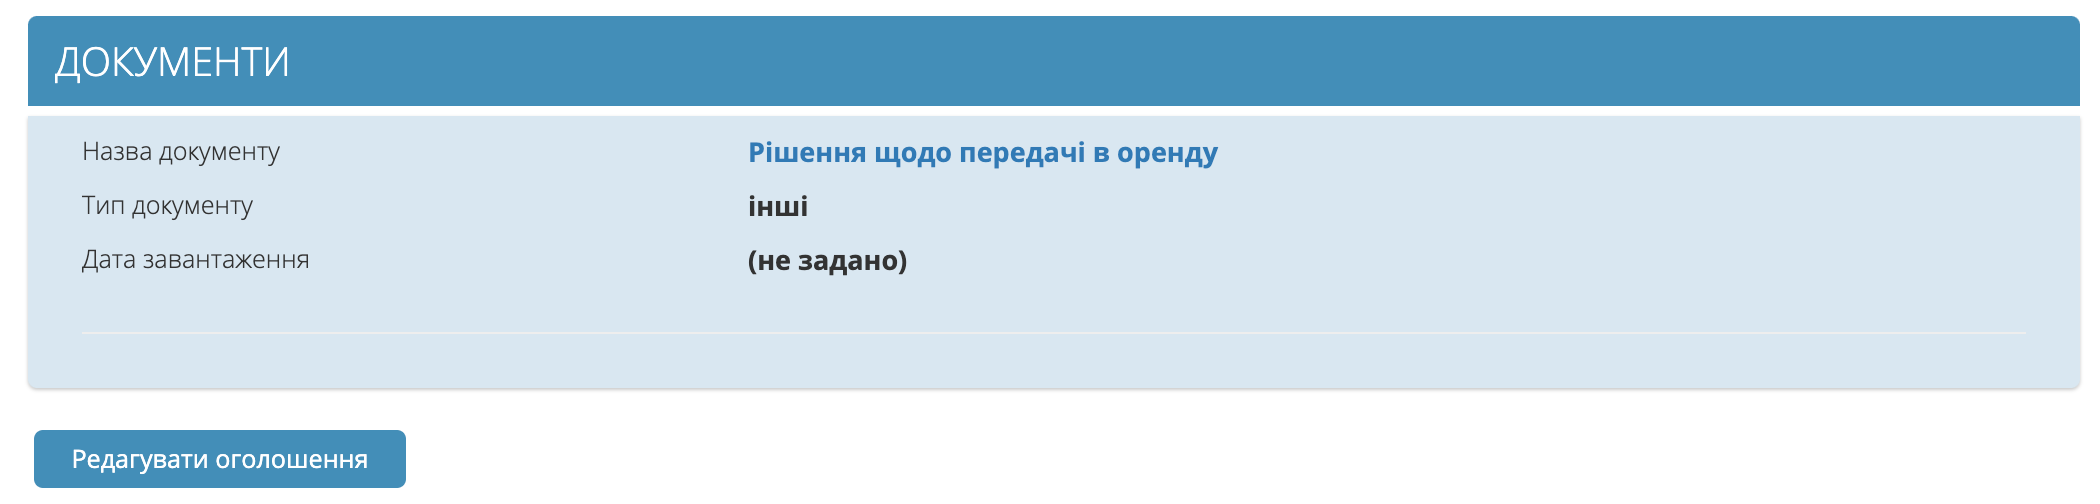 ДОКУМЕНТИ
Назва документу Рішення щодо передачі в оренду
Тип документу інші
Дата завантаження (не задано)
Редагувати оголошення